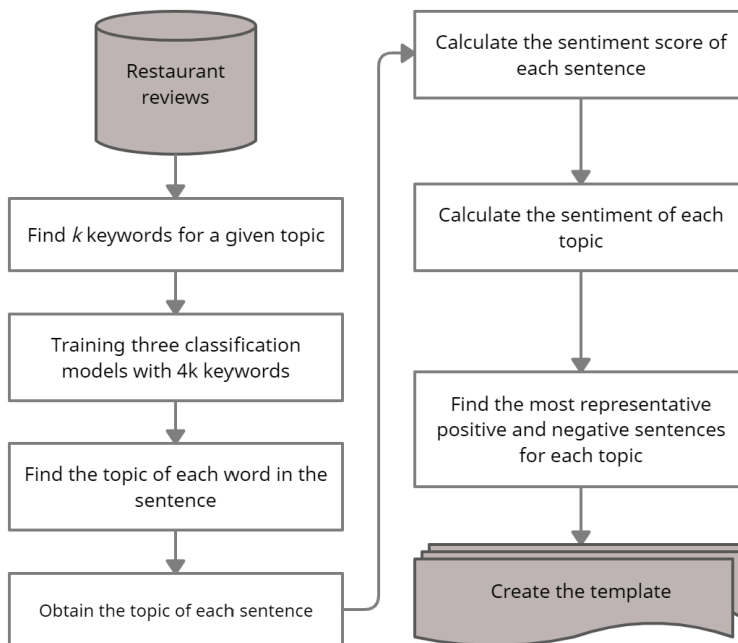 Restaurant
reviews
Find k keywords for a given topic
Training three classification
models with 4k keywords
Find the topic of each word in the
sentence
Obtain the topic of each sentence
Calculate the sentiment score of
each sentence
Calculate the sentiment of each
topic
Find the most representative
positive and negative sentences
for each topic
Create the template